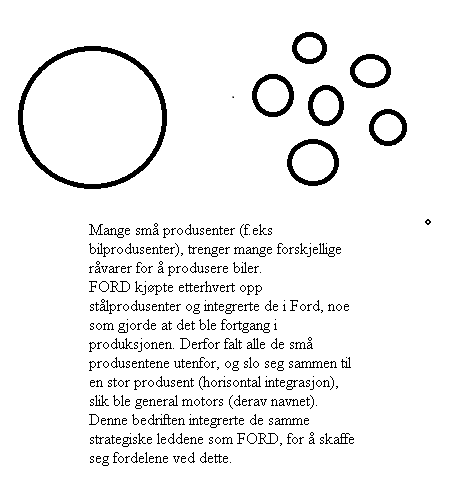 Mange små produsenter (f.eks
bilprodusenter), trenger mange forskjellige
råvarer for å produsere biler.
FORD kjøpte etterhvert opp
stålprodusenter og integrerte de i Ford, noe
som gjorde at det ble fortgang i
produksjonen. Derfor falt alle de små
produsentene utenfor, og slo seg sammen til
en stor produsent (horisontal integrasjon),
slik ble general motors (derav navnet).
Denne bedriften integrerte de samme
strategiske leddene som FORD, for å skaffe
seg fordelene ved dette.